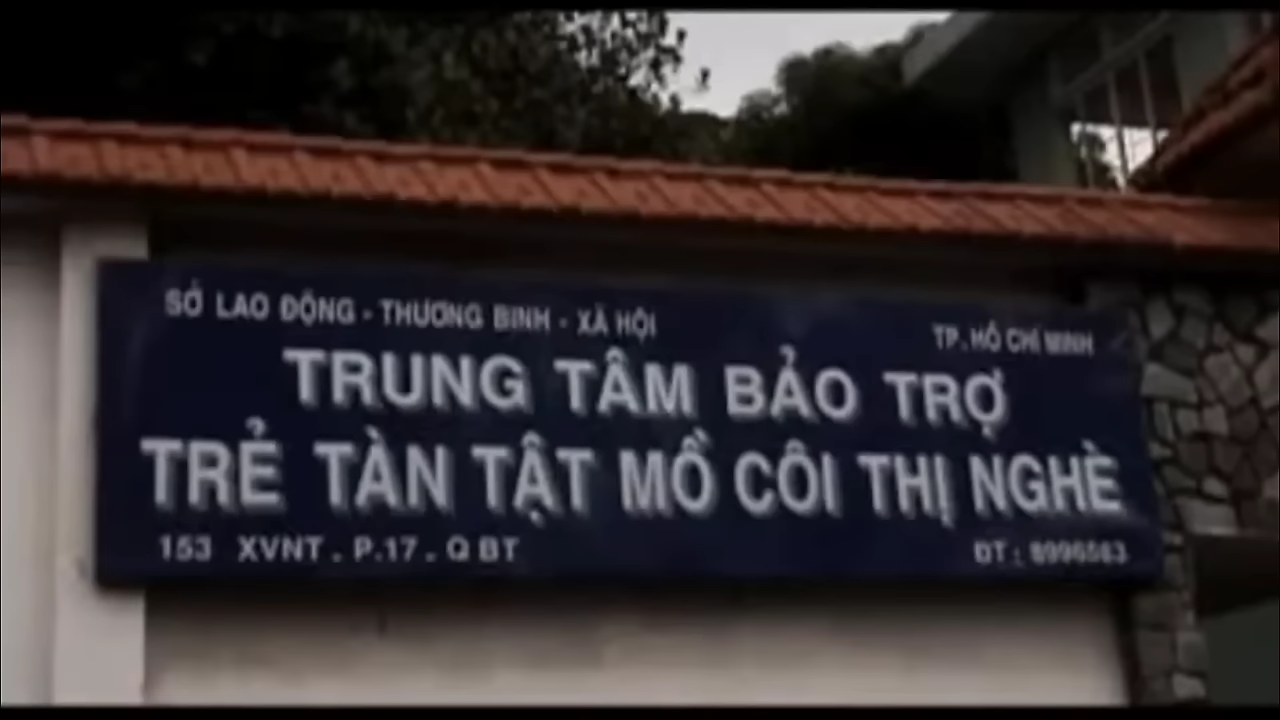 SỞ LAO ĐỘNG - THƯƠNG BINH - XÃ HỘI
TP. HỒ CHÍ MINH
TRUNG TÂM BẢO TRỢ
TRẺ TÀN TẬT MỒ CÔI THỊ NGHÈ
153 XVNT . P.17 . Q BT
ĐT :